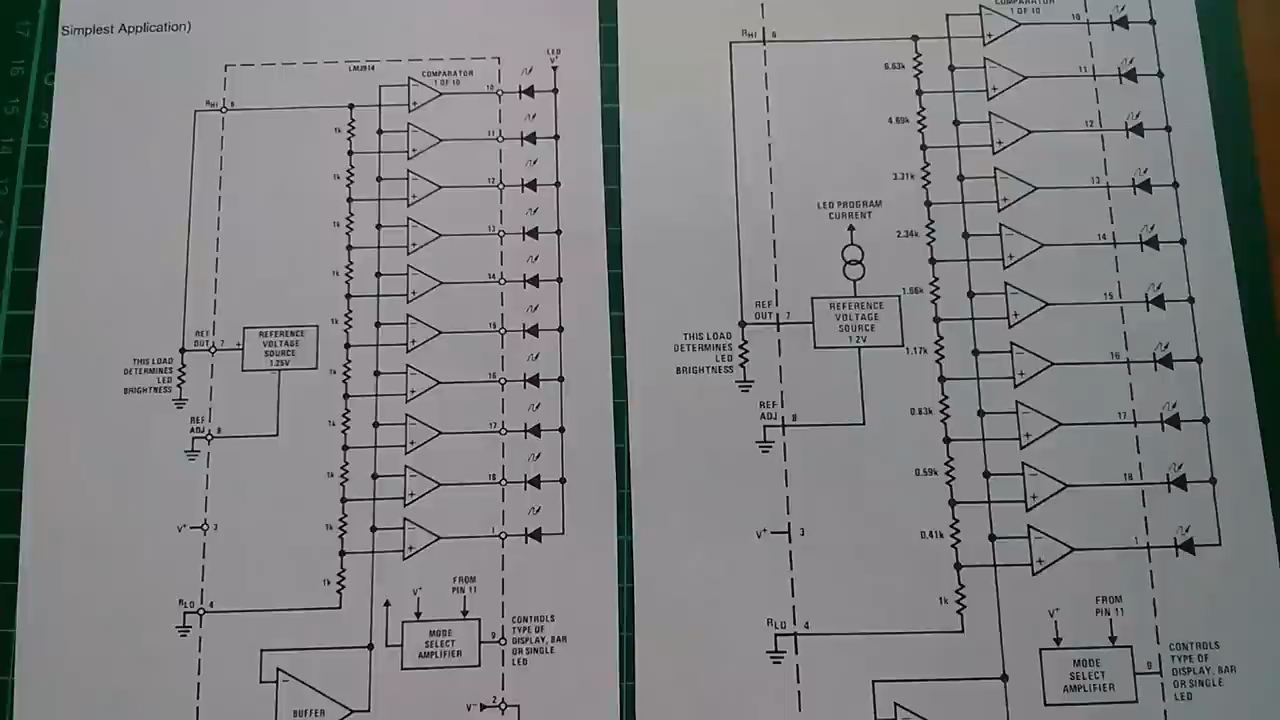 Simplest Application)
LED
V+
LM3914
COMPARATOR
1 OF 10
RHI
6
10
1k
11
1k
12
1k
13
1k
14
1k
15
1k
16
1k
17
1k
18
1k
1
1k
REF
OUT
7
+
REFERENCE
VOLTAGE
SOURCE
1.25V
THIS LOAD
DETERMINES
LED
BRIGHTNESS
REF
ADJ
8
V+
3
RLO
4
V+
FROM
PIN 11
MODE
SELECT
AMPLIFIER
9
CONTROLS
TYPE OF
DISPLAY, BAR
OR SINGLE
LED
BUFFER
V−
2
COMPARATOR
1 OF 10
RHI
6
10
6.63k
11
4.69k
12
3.31k
13
2.34k
14
1.66k
15
1.17k
16
0.83k
17
0.59k
18
0.41k
1
1k
LED PROGRAM
CURRENT
REF
OUT
7
REFERENCE
VOLTAGE
SOURCE
1.2V
THIS LOAD
DETERMINES
LED
BRIGHTNESS
REF
ADJ
8
V+
3
RLO
4
V+
FROM
PIN 11
MODE
SELECT
AMPLIFIER
9
CONTROLS
TYPE OF
DISPLAY, BAR
OR SINGLE
LED
17
16
15
14